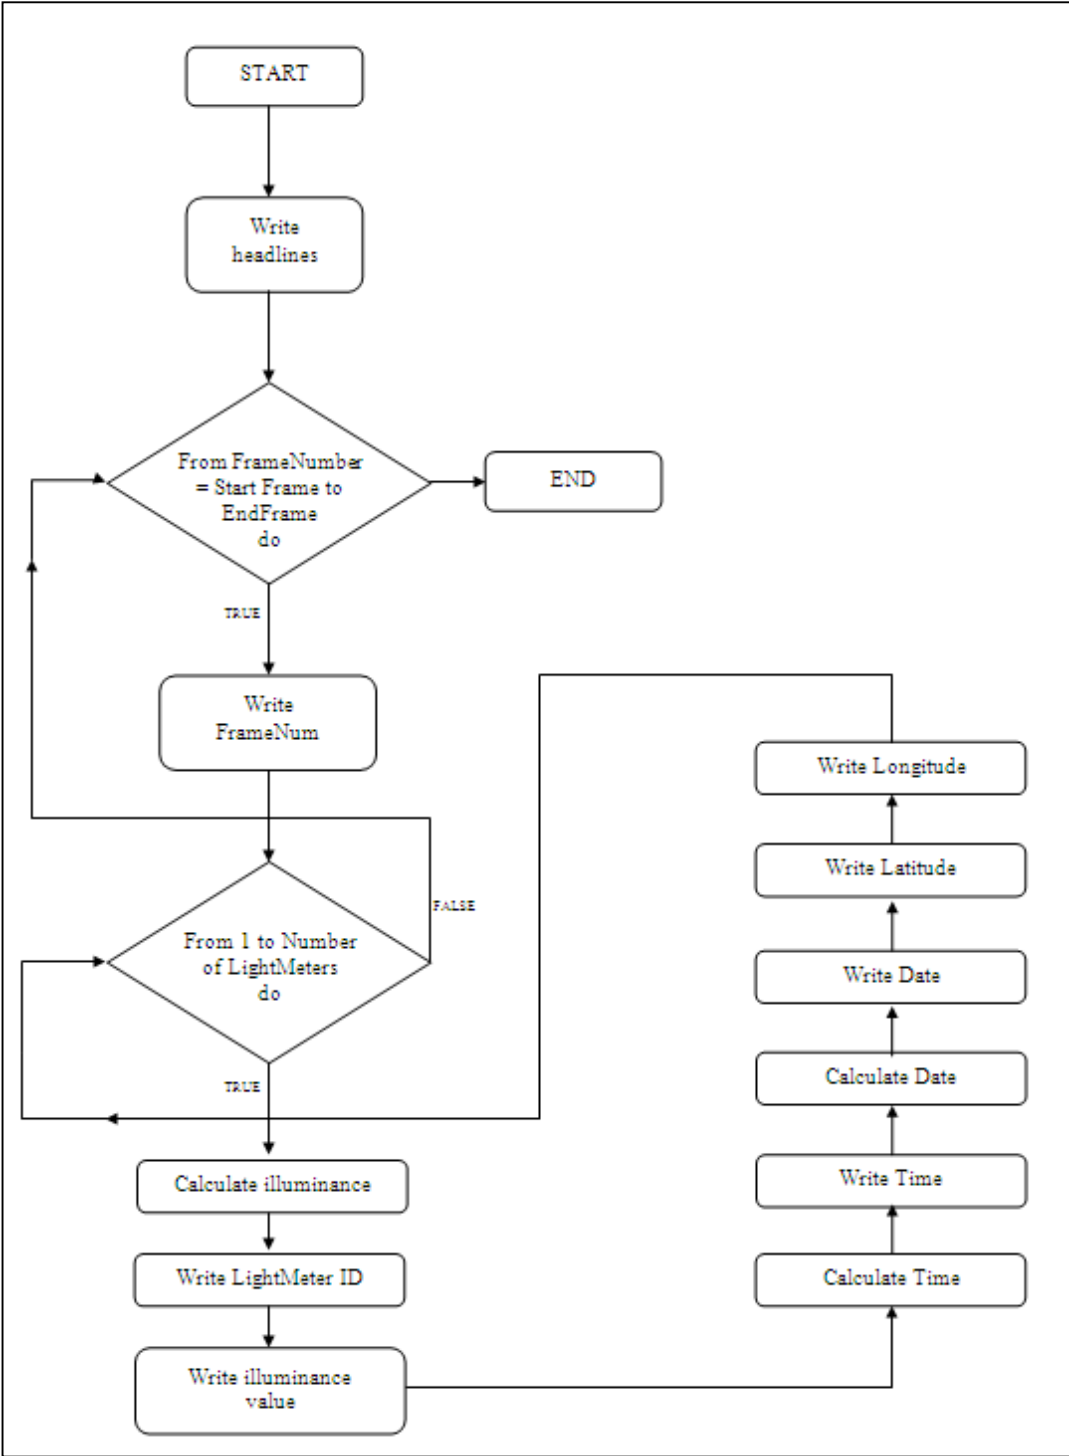 START
Write
headlines
From FrameNumber
= Start Frame to
EndFrame
do
END
TRUE
Write
FrameNum
FALSE
From 1 to Number
of LightMeters
do
TRUE
Calculate illuminance
Write LightMeter ID
Write illuminance
value
Calculate Time
Write Time
Calculate Date
Write Date
Write Latitude
Write Longitude